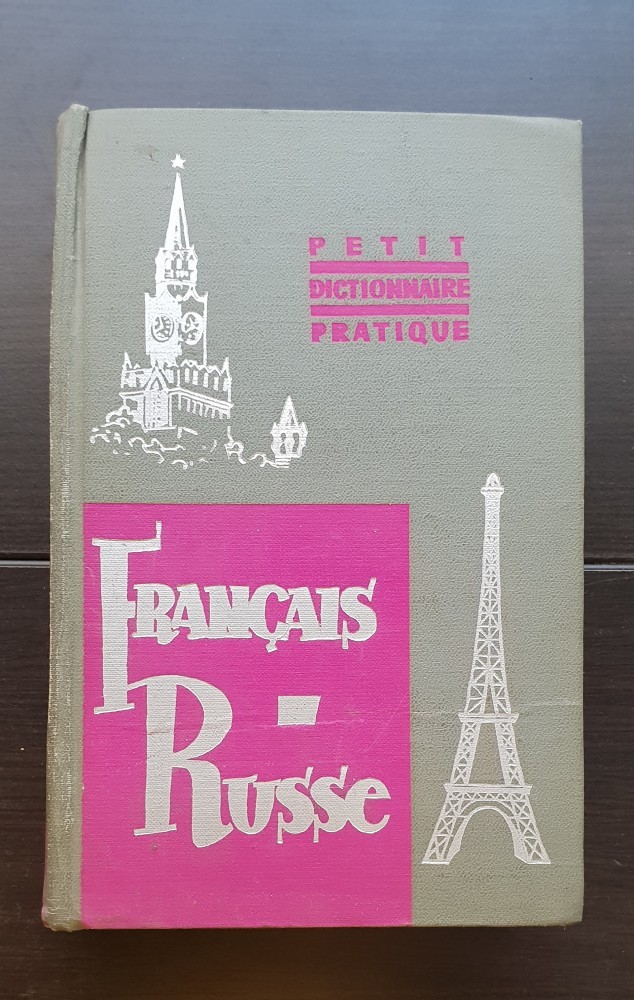 PETIT
DICTIONNAIRE
PRATIQUE
FRANÇAIS
-
RUSSE